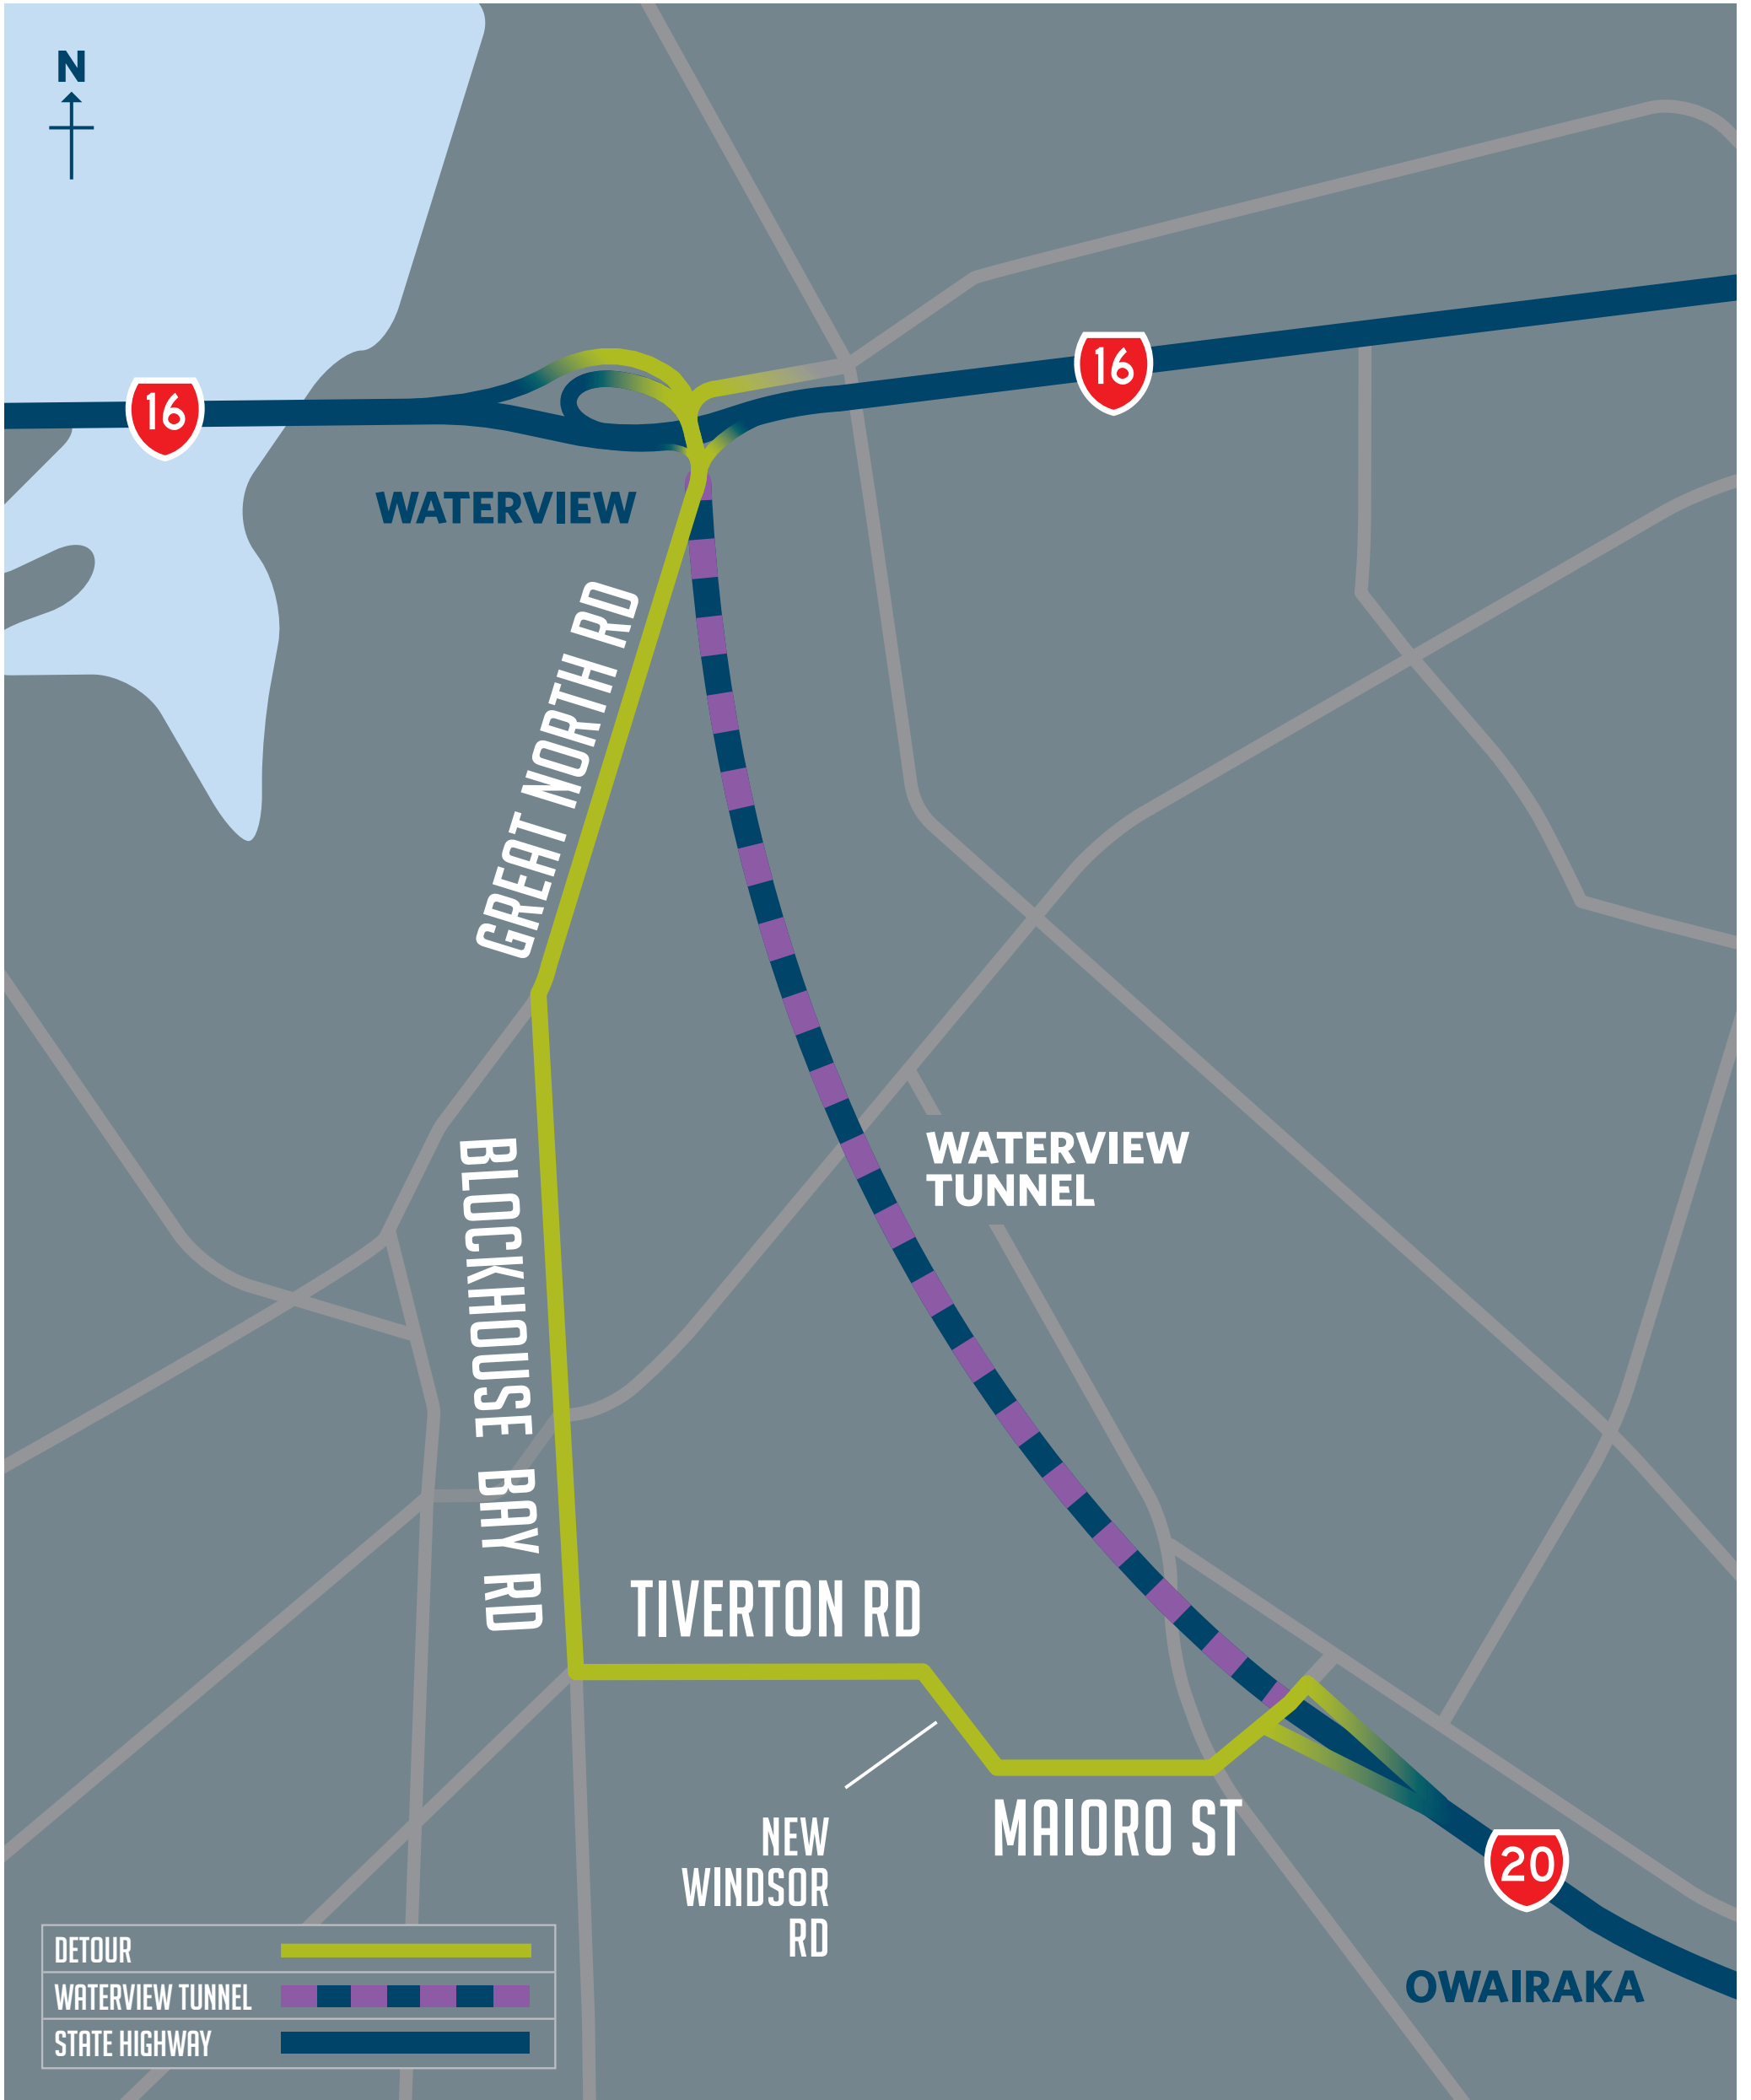 N
16
16
WATERVIEW
GREAT NORTH RD
WATERVIEW
TUNNEL
BLOCKHOUSE BAY RD
TIVERTON RD
MAIORO ST
NEW
WINDSOR
RD
20
OWAIRAKA
DETOUR
WATERVIEW TUNNEL
STATE HIGHWAY